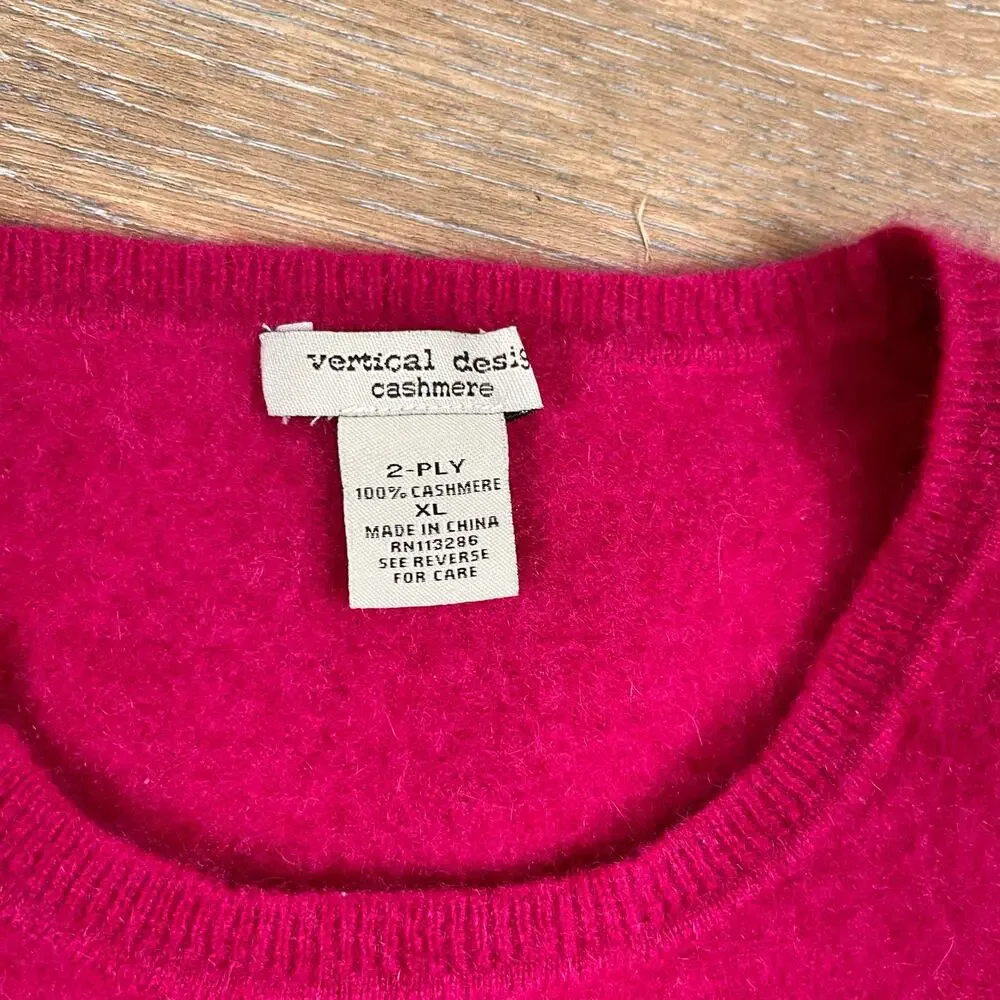 vertical desig
cashmere
2-PLY
100% CASHMERE
XL
MADE IN CHINA
RN113286
SEE REVERSE
FOR CARE